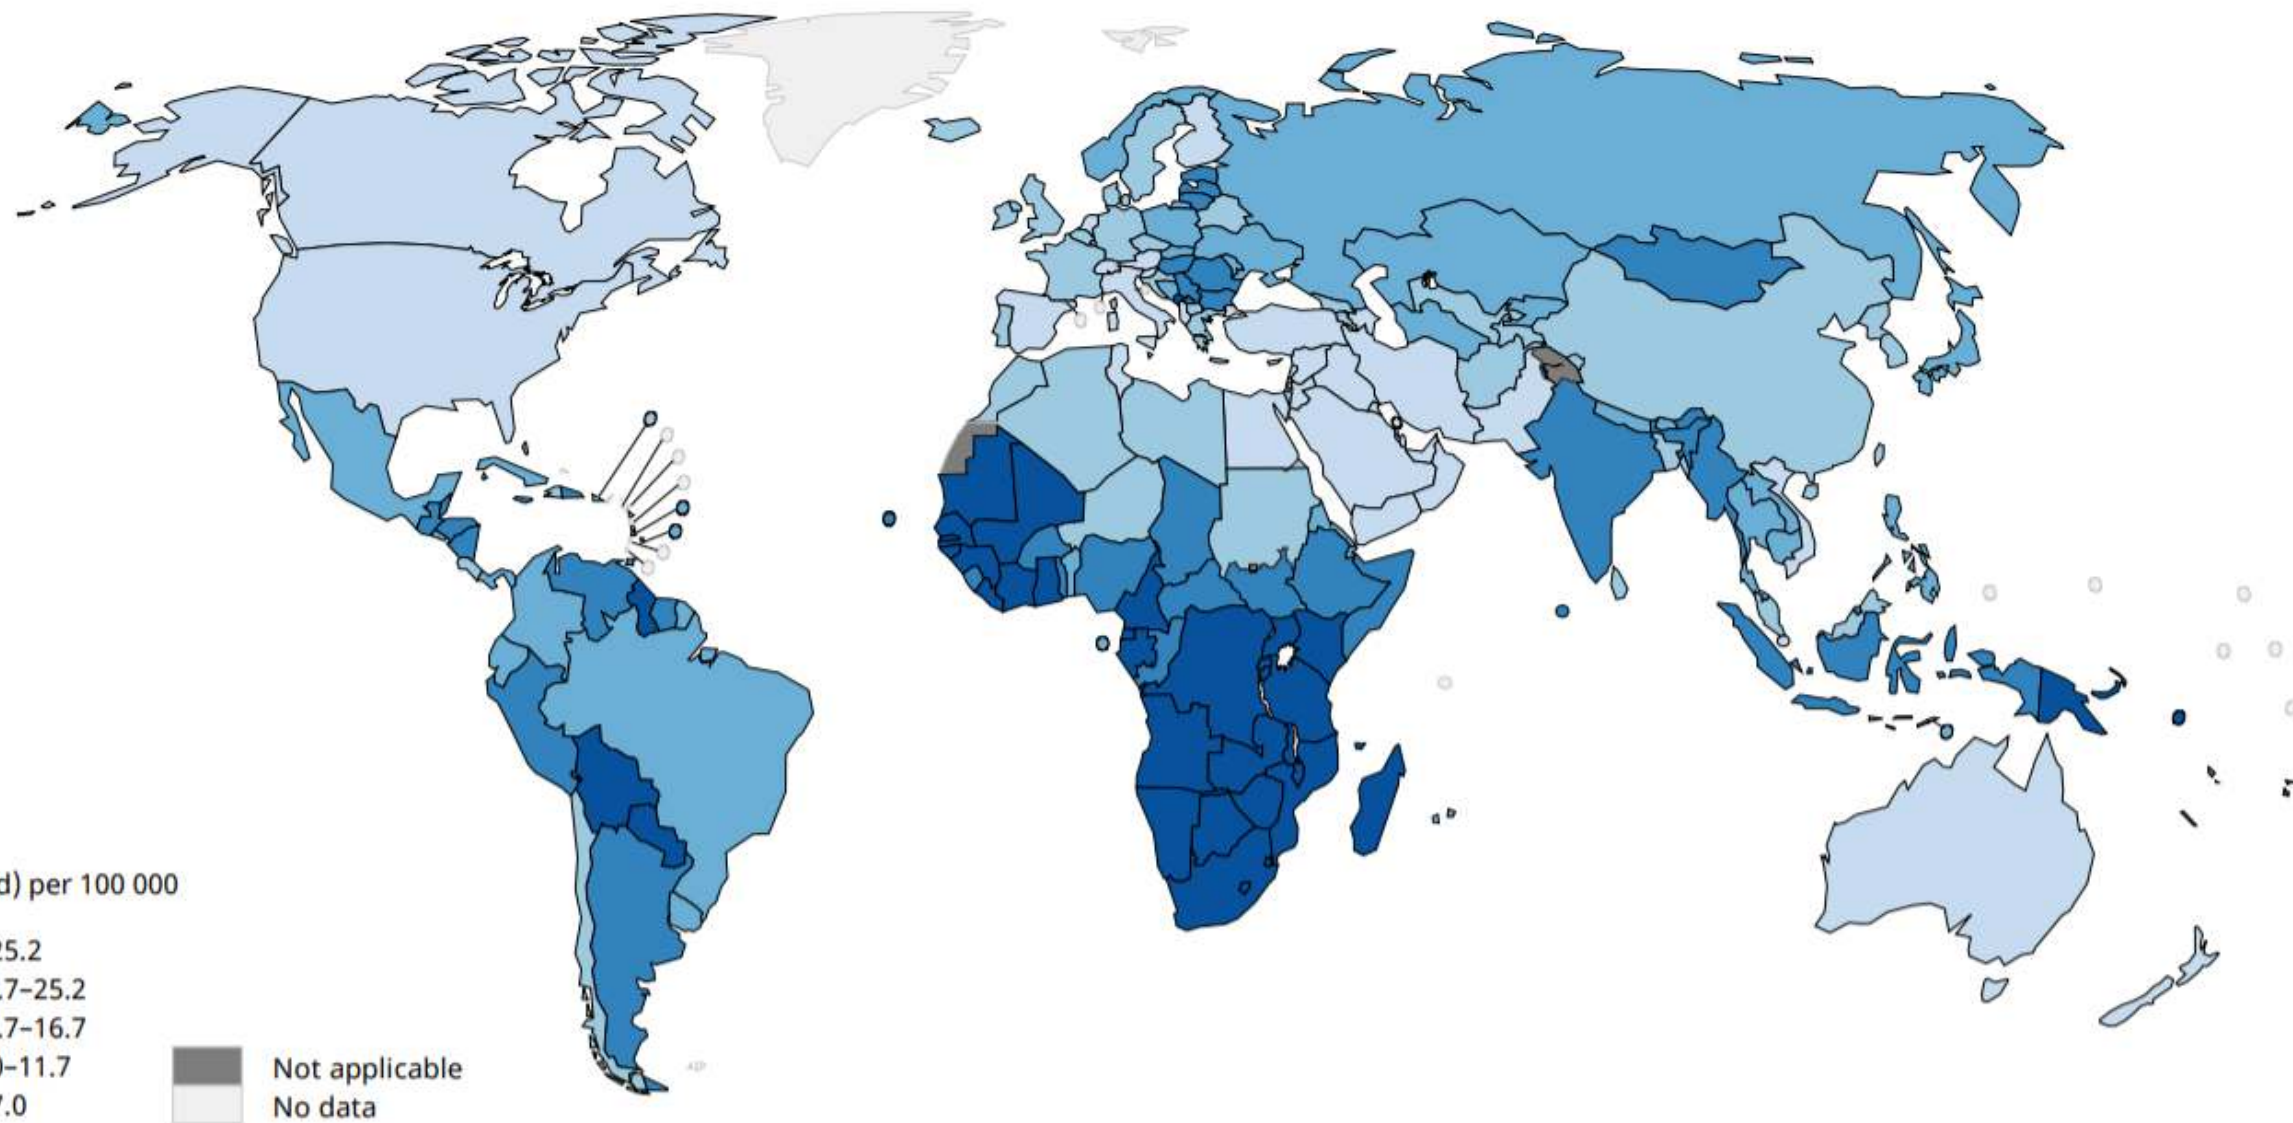 d) per 100 000
25.2
.7–25.2
.7–16.7
–11.7
7.0
Not applicable
No data